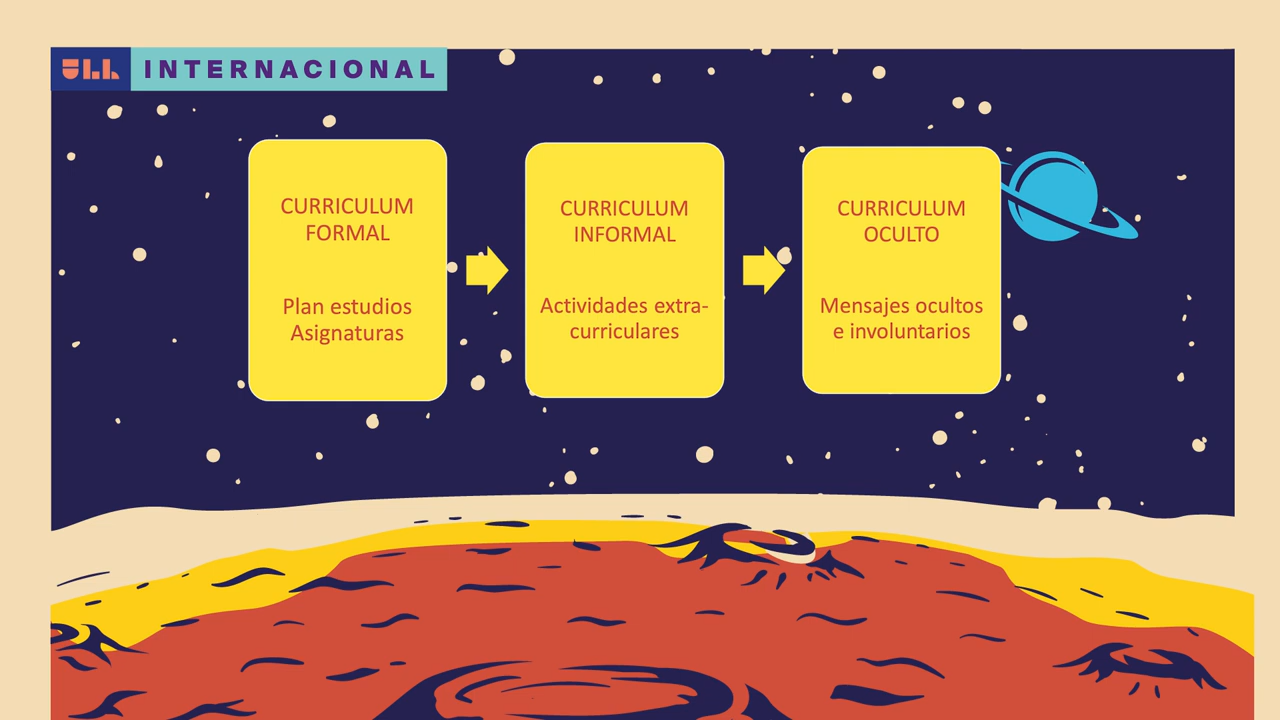 ULL INTERNACIONAL
CURRICULUM
FORMAL
Plan estudios
Asignaturas
CURRICULUM
INFORMAL
Actividades extra-
curriculares
CURRICULUM
OCULTO
Mensajes ocultos
e involuntarios